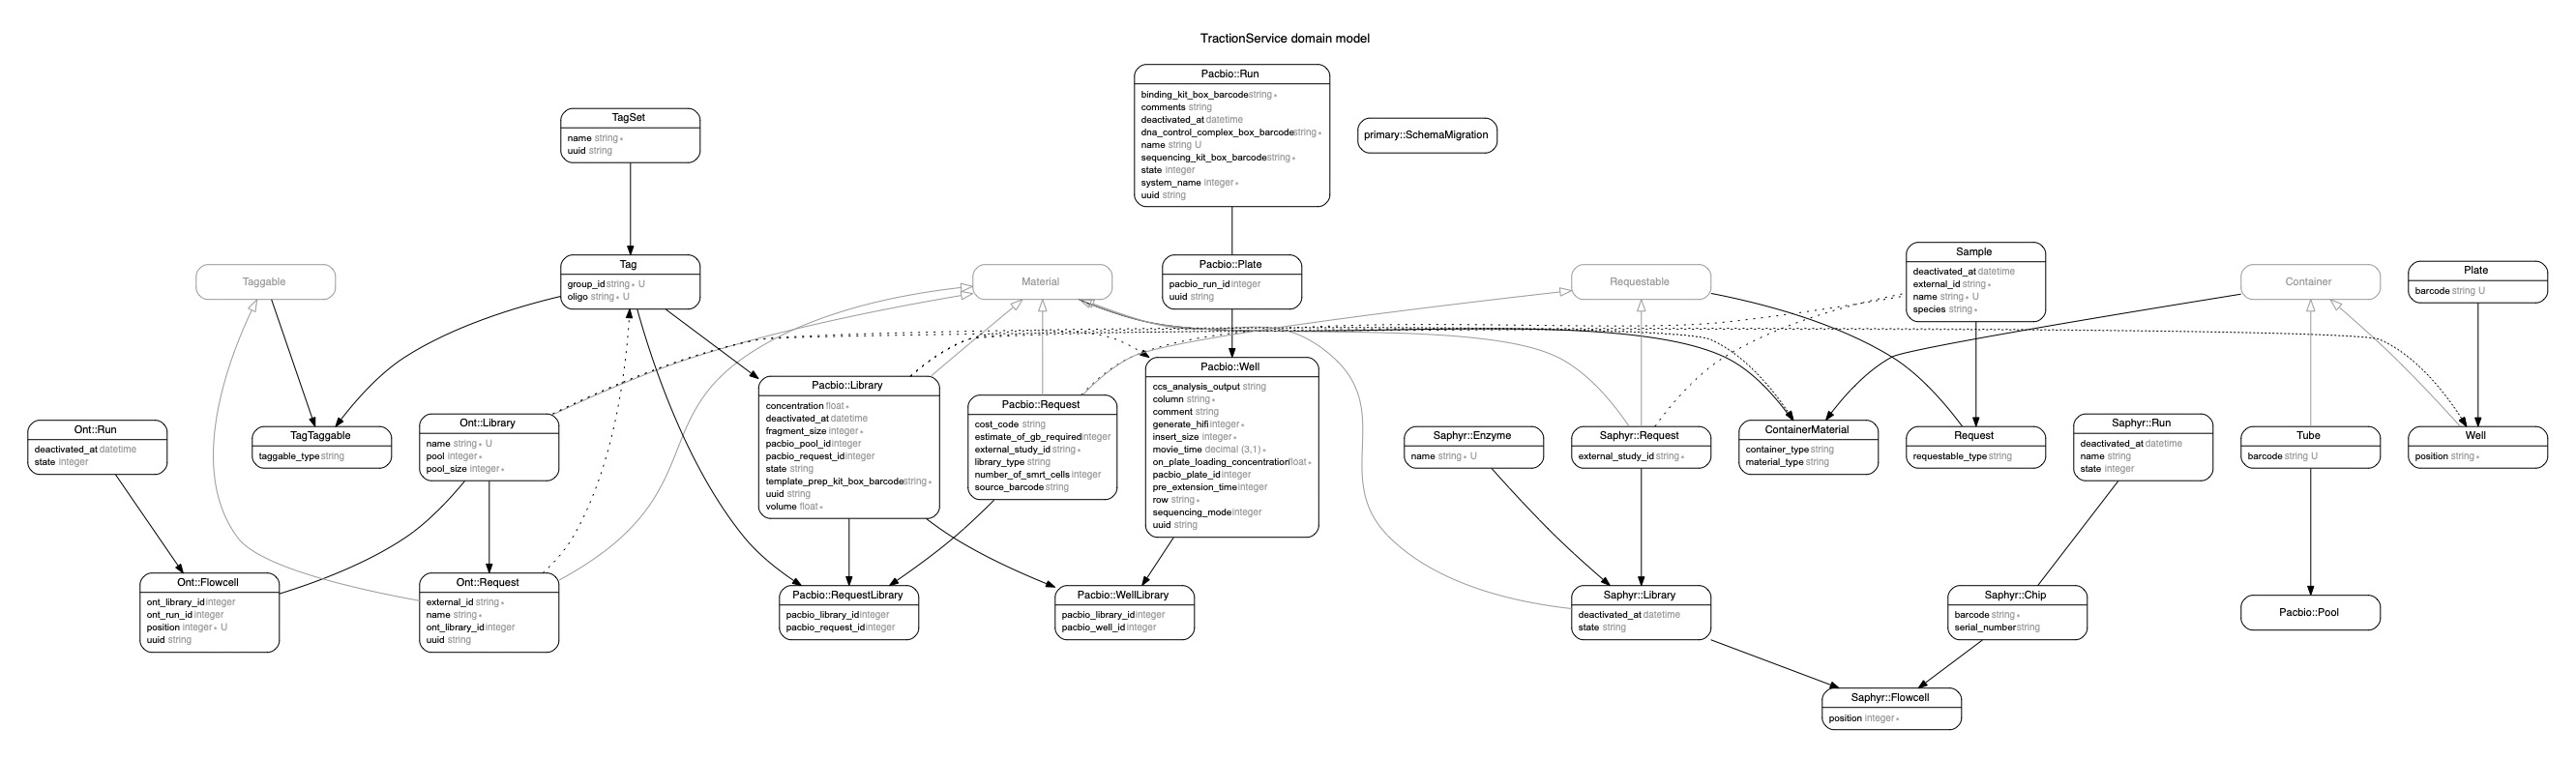 TractionService domain model
Pacbio::Run
binding_kit_box_barcode string ∗
comments string
deactivated_at datetime
dna_control_complex_box_barcode string ∗
name string U
sequencing_kit_box_barcode string ∗
state integer
system_name integer ∗
uuid string
primary::SchemaMigration
TagSet
name string ∗
uuid string
Taggable
Tag
group_id string ∗ U
oligo string ∗ U
Material
Pacbio::Plate
pacbio_run_id integer
uuid string
Requestable
Sample
deactivated_at datetime
external_id string ∗
name string ∗ U
species string ∗
Container
Plate
barcode string U
Ont::Run
deactivated_at datetime
state integer
TagTaggable
taggable_type string
Ont::Library
name string ∗ U
pool integer ∗
pool_size integer ∗
Pacbio::Library
concentration float ∗
deactivated_at datetime
fragment_size integer ∗
pacbio_pool_id integer
pacbio_request_id integer
state string
template_prep_kit_box_barcode string ∗
uuid string
volume float ∗
Pacbio::Request
cost_code string
estimate_of_gb_required integer
external_study_id string ∗
library_type string
number_of_smrt_cells integer
source_barcode string
Pacbio::Well
ccs_analysis_output string
column string ∗
comment string
generate_hifi integer ∗
insert_size integer ∗
movie_time decimal (3,1) ∗
on_plate_loading_concentration float ∗
pacbio_plate_id integer
pre_extension_time integer
row string ∗
sequencing_mode integer
uuid string
Saphyr::Enzyme
name string ∗ U
Saphyr::Request
external_study_id string ∗
ContainerMaterial
container_type string
material_type string
Request
requestable_type string
Saphyr::Run
deactivated_at datetime
name string
state integer
Tube
barcode string U
Well
position string ∗
Ont::Flowcell
ont_library_id integer
ont_run_id integer
position integer ∗ U
uuid string
Ont::Request
external_id string ∗
name string ∗
ont_library_id integer
uuid string
Pacbio::RequestLibrary
pacbio_library_id integer
pacbio_request_id integer
Pacbio::WellLibrary
pacbio_library_id integer
pacbio_well_id integer
Saphyr::Library
deactivated_at datetime
state string
Saphyr::Chip
barcode string ∗
serial_number string
Pacbio::Pool
Saphyr::Flowcell
position integer ∗